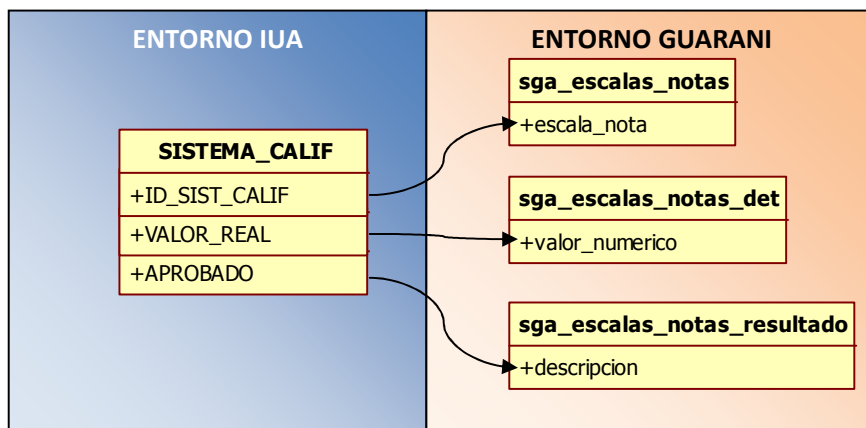 ENTORNO IUA
SISTEMA_CALIF
+ID_SIST_CALIF
+VALOR_REAL
+APROBADO
ENTORNO GUARANI
sga_escalas_notas
+escala_nota
sga_escalas_notas_det
+valor_numerico
sga_escalas_notas_resultado
+descripcion